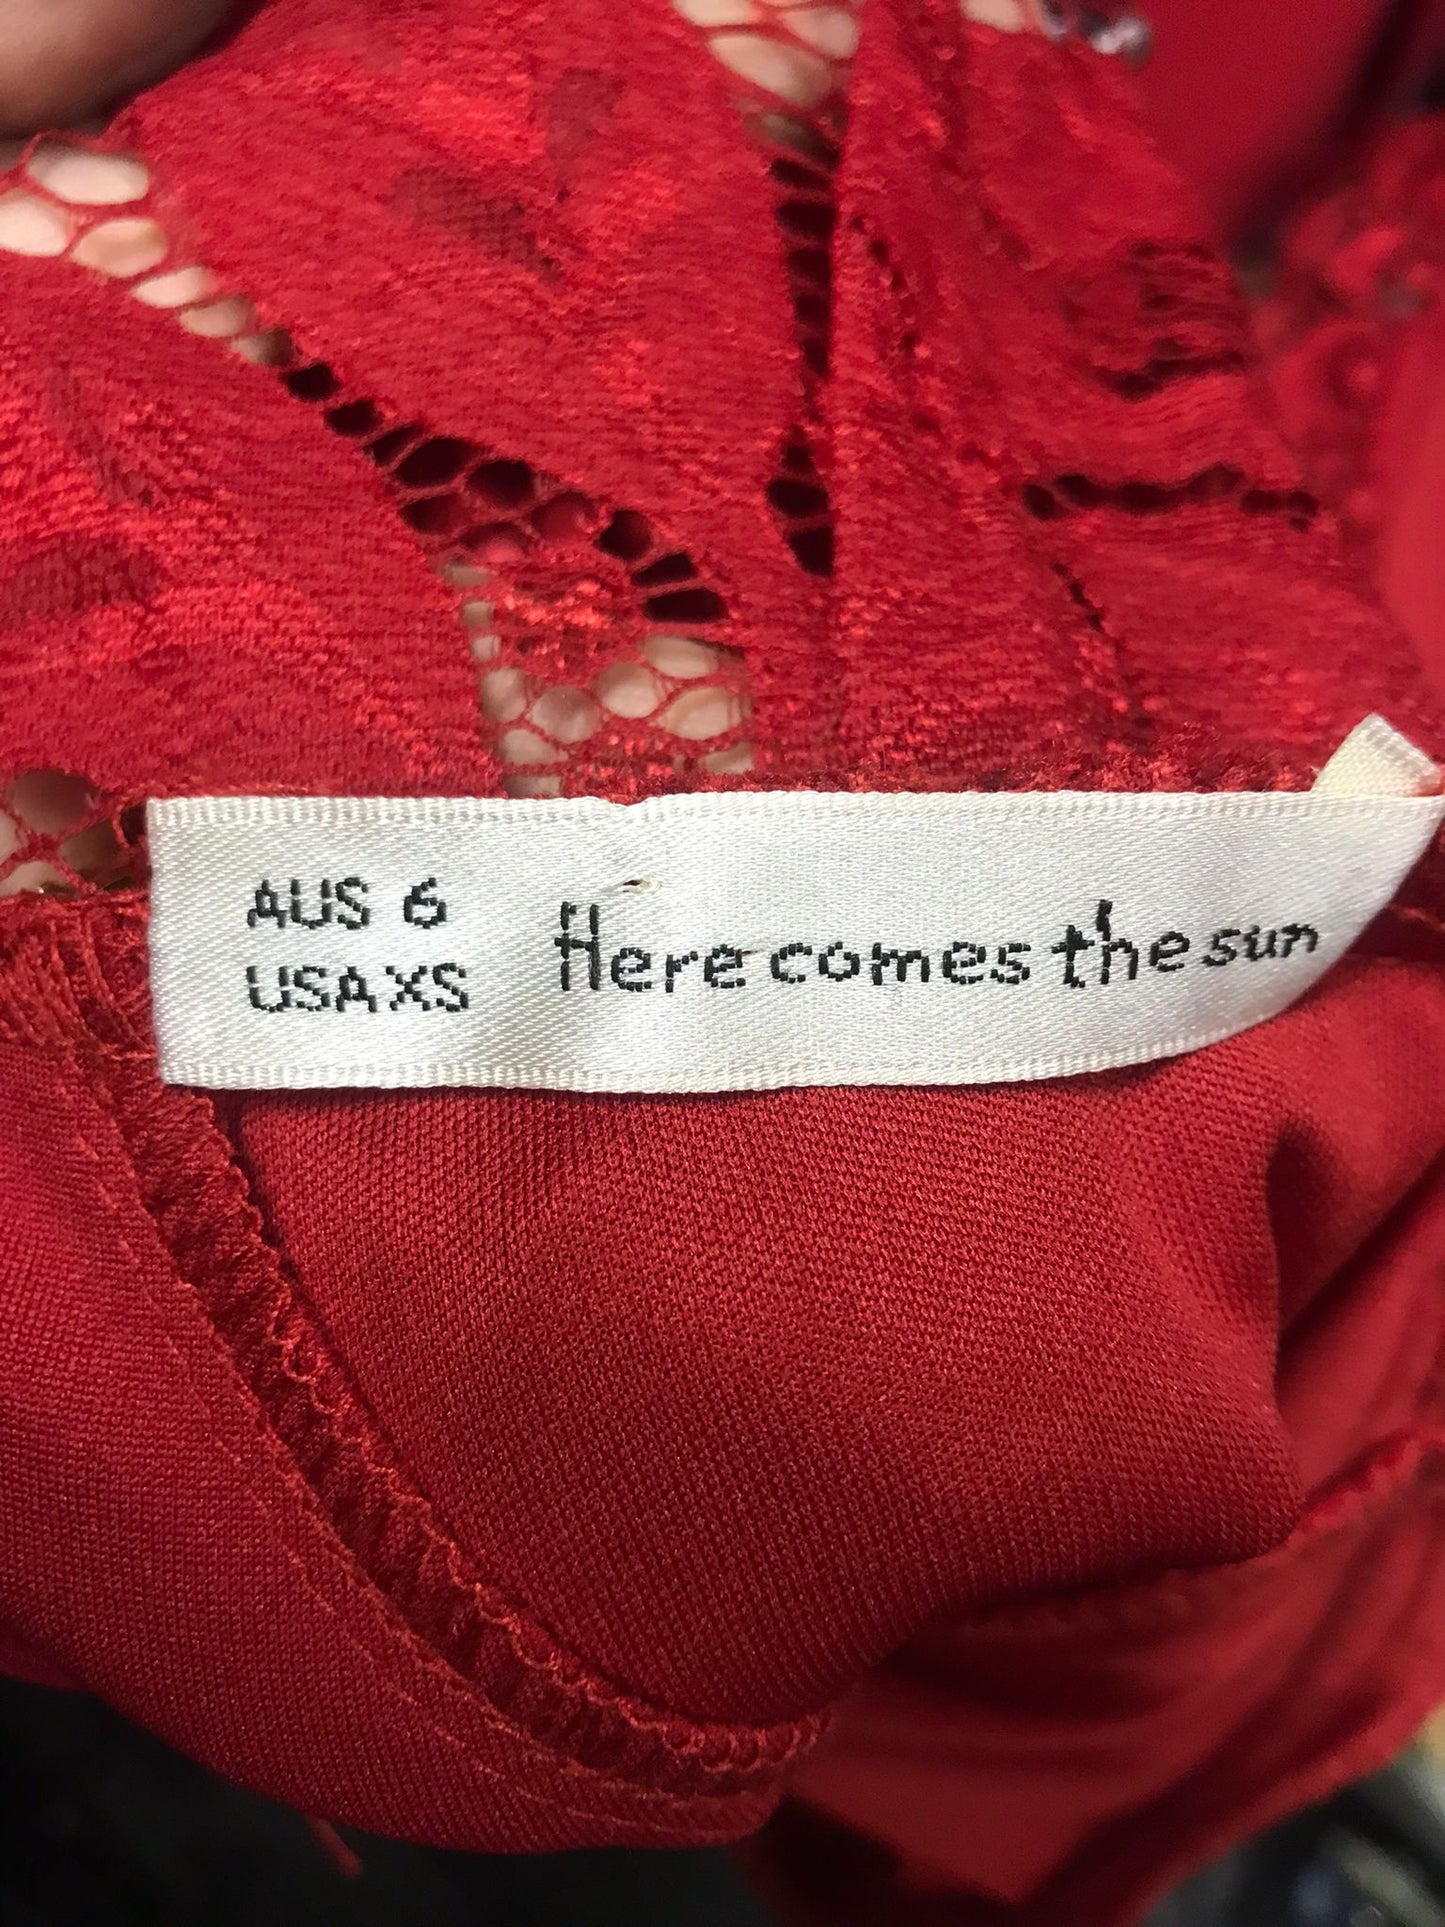 AUS 6
USA XS
Here comes the sun